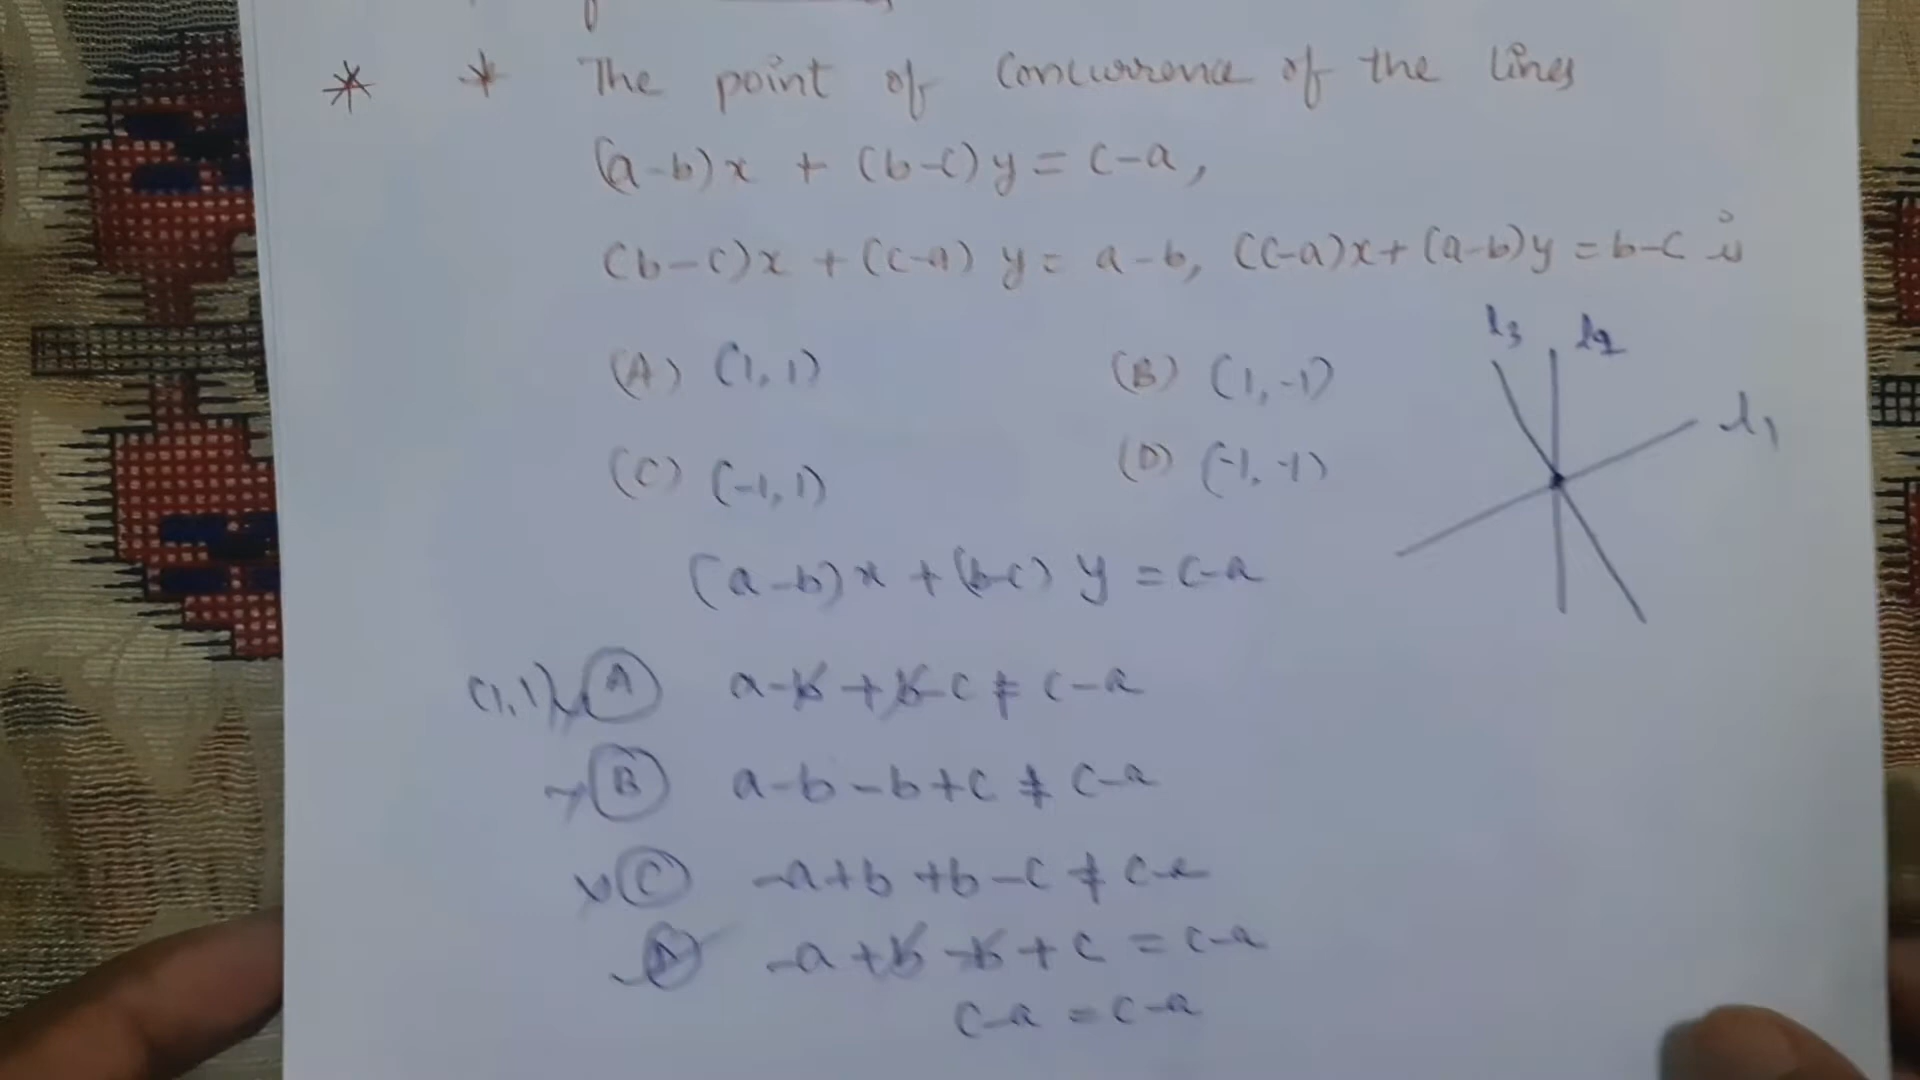 * * The point of Concurrence of the lines
(a-b)x + (b-c)y = c-a,
(b-c)x + (c-a) y = a-b, (c-a)x + (a-b)y = b-c is
(A) (1, 1) (B) (1, -1)
(C) (-1, 1) (D) (-1, -1)
l3 l2
l1
(a-b)x + (b-c) y = c-a
(1,1) (A) a-b + b-c ≠ c-a
(B) a-b-b+c ≠ c-a
(C) -a+b+b-c ≠ c-a
(D) -a+b-b+c = c-a
c-a = c-a